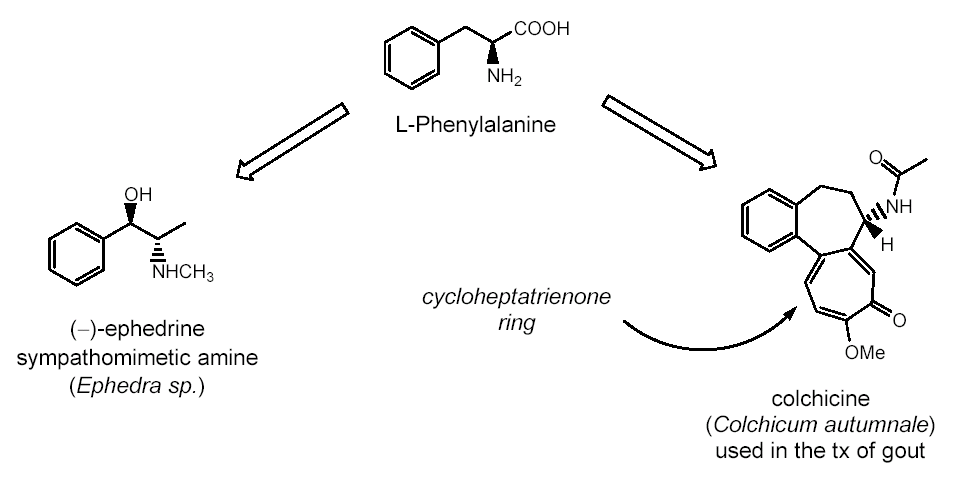 COOH
NH2
L-Phenylalanine
OH
NHCH3
(–)-ephedrine
sympathomimetic amine
(Ephedra sp.)
cycloheptatrienone
ring
O
NH
H
O
OMe
colchicine
(Colchicum autumnale)
used in the tx of gout